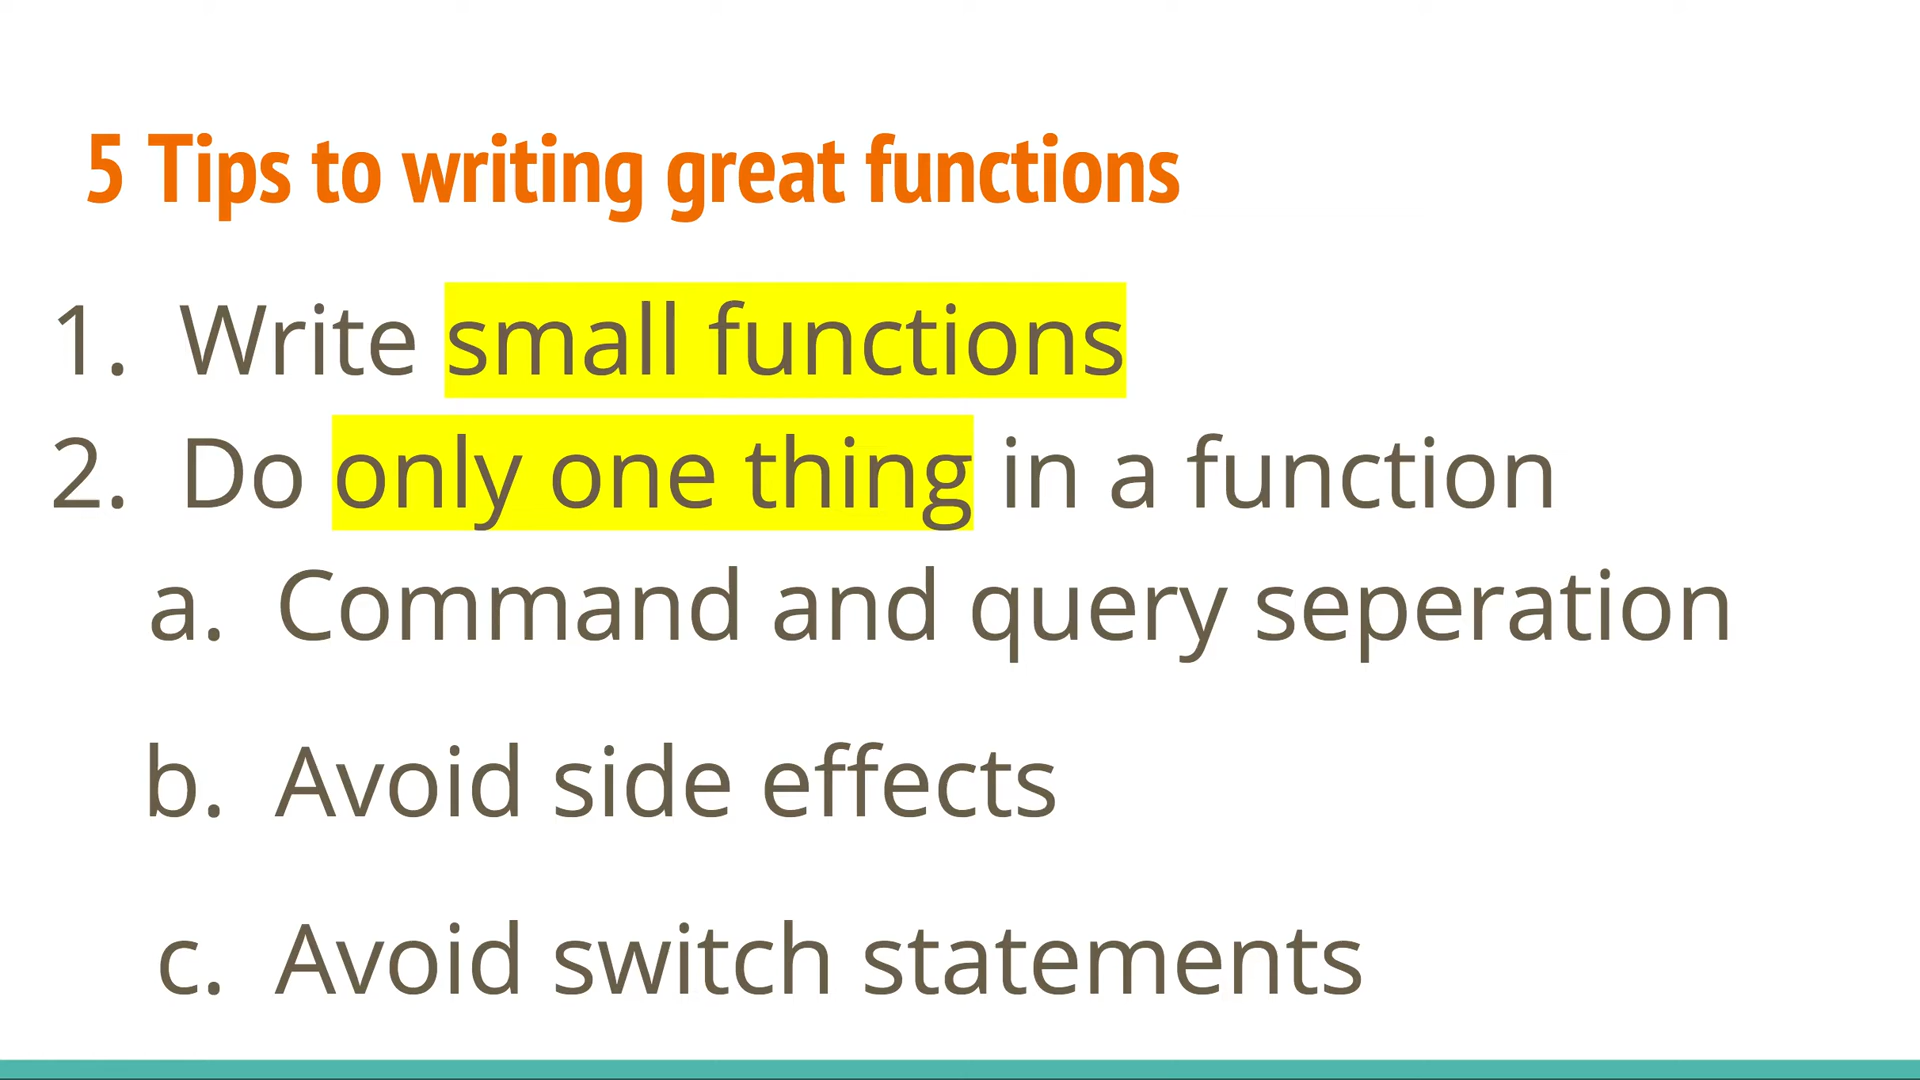 5 Tips to writing great functions
1. Write small functions
2. Do only one thing in a function
a. Command and query seperation
b. Avoid side effects
c. Avoid switch statements